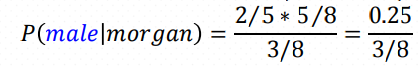 P(male|morgan) = 2/5 * 5/8 / 3/8 = 0.25 / 3/8